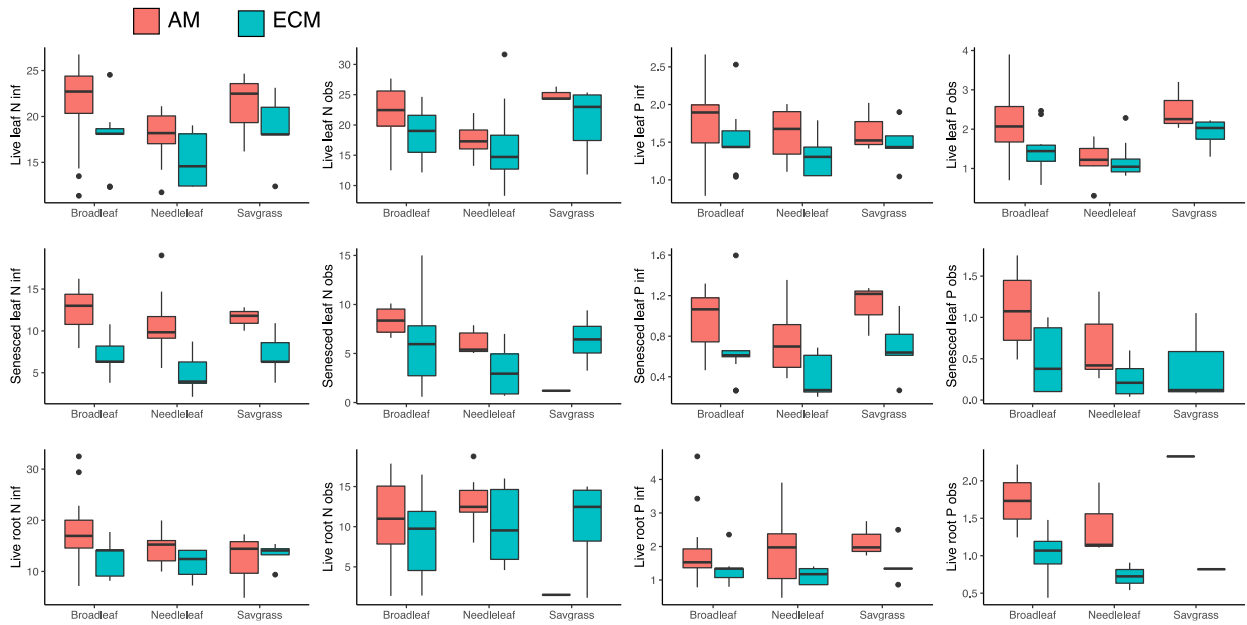 AM ECM
Live leaf N inf
25
20
15
Broadleaf Needleleaf Savgrass
Live leaf N obs
30
25
20
15
10
Broadleaf Needleleaf Savgrass
Live leaf P inf
2.5
2.0
1.5
1.0
Broadleaf Needleleaf Savgrass
Live leaf P obs
4
3
2
1
Broadleaf Needleleaf Savgrass
Senesced leaf N inf
15
10
5
Broadleaf Needleleaf Savgrass
Senesced leaf N obs
15
10
5
0
Broadleaf Needleleaf Savgrass
Senesced leaf P inf
1.6
1.2
0.8
0.4
Broadleaf Needleleaf Savgrass
Senesced leaf P obs
1.5
1.0
0.5
0.0
Broadleaf Needleleaf Savgrass
Live root N inf
30
20
10
Broadleaf Needleleaf Savgrass
Live root N obs
15
10
5
Broadleaf Needleleaf Savgrass
Live root P inf
4
3
2
1
Broadleaf Needleleaf Savgrass
Live root P obs
2.0
1.5
1.0
0.5
Broadleaf Needleleaf Savgrass